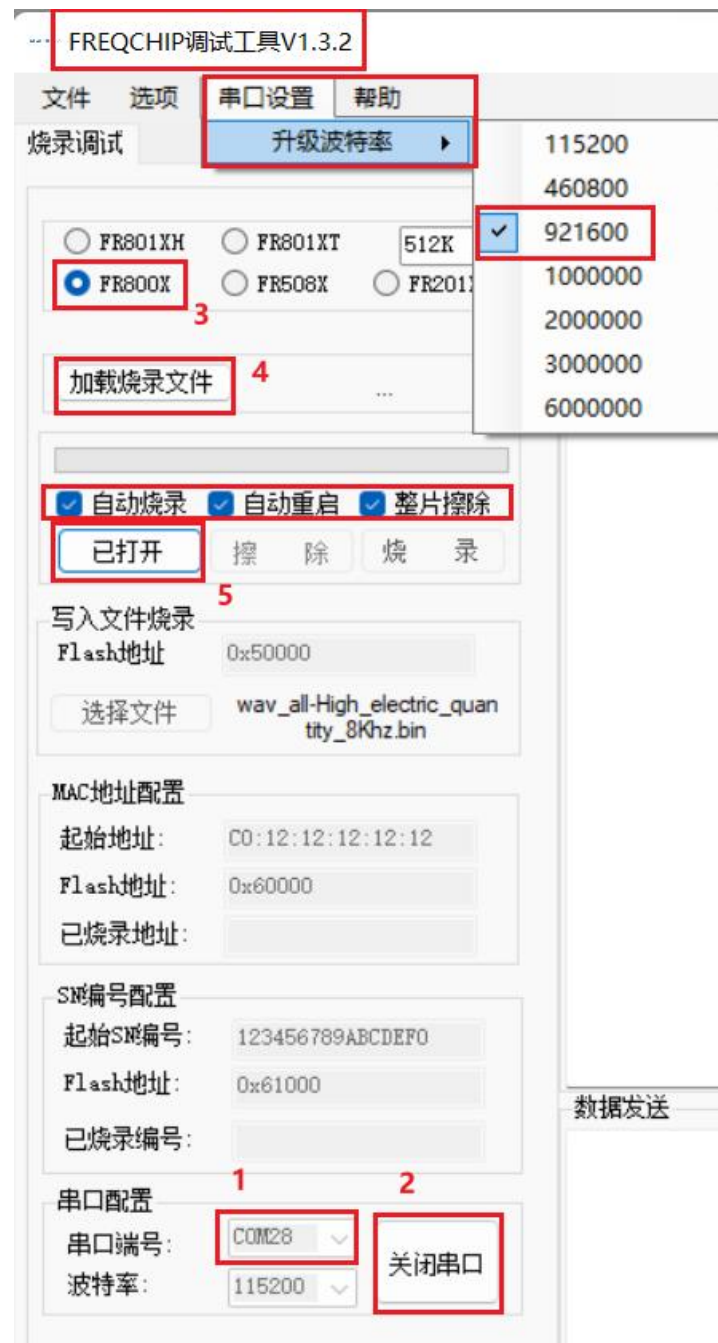 FREQCHIP调试工具V1.3.2
文件 选项 串口设置 帮助
烧录调试 升级波特率
115200
460800
921600
1000000
2000000
3000000
6000000
FR801XH FR801XT 512K
FR800X FR508X
3
加载烧录文件 4 ...
自动烧录 自动重启 整片擦除
已打开 擦 除 烧 录
5
写入文件烧录
Flash地址 0x50000
选择文件 wav_all-High_electric_quan
tity_8Khz.bin
MAC地址配置
起始地址: C0:12:12:12:12:12
Flash地址: 0x60000
已烧录地址:
SN编号配置
起始SN编号: 123456789ABCDEF0
Flash地址: 0x61000
已烧录编号:
数据发送
1 2
串口配置
串口端号: COM28 关闭串口
波特率: 115200